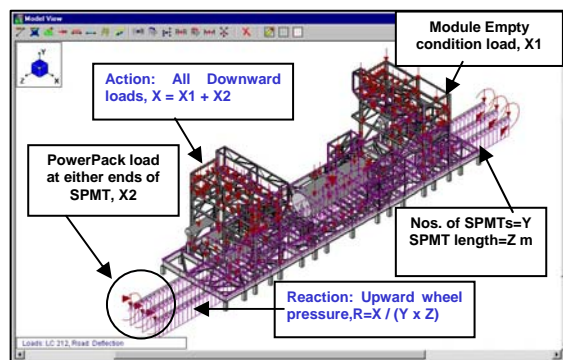 Model View
Module Empty
condition load, X1
Action: All Downward
loads, X = X1 + X2
PowerPack load
at either ends of
SPMT, X2
Nos. of SPMTs=Y
SPMT length=Z m
Reaction: Upward wheel
pressure,R=X / (Y x Z)
Loads: LC 212, Road Deflection
Y
Z
X